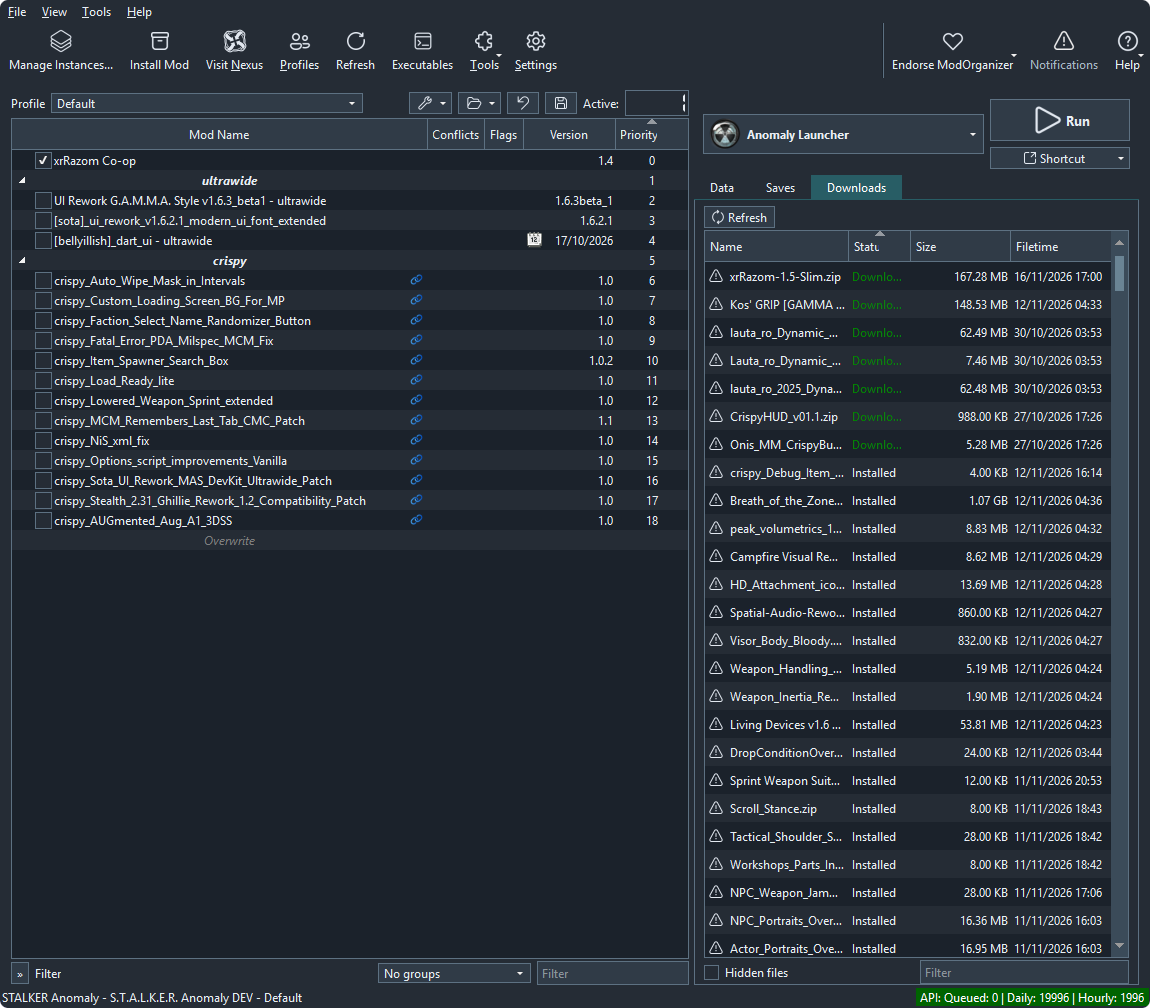 File View Tools Help
Manage Instances... Install Mod Visit Nexus Profiles Refresh Executables Tools Settings Endorse ModOrganizer Notifications Help
Profile Default Active:
Mod Name Conflicts Flags Version Priority
xrRazom Co-op 1.4 0
ultrawide 1
UI Rework G.A.M.M.A. Style v1.6.3_beta1 - ultrawide 1.6.3beta_1 2
[sota]_ui_rework_v1.6.2.1_modern_ui_font_extended 1.6.2.1 3
[bellyillish]_dart_ui - ultrawide 12 17/10/2026 4
crispy 5
crispy_Auto_Wipe_Mask_in_Intervals 1.0 6
crispy_Custom_Loading_Screen_BG_For_MP 1.0 7
crispy_Faction_Select_Name_Randomizer_Button 1.0 8
crispy_Fatal_Error_PDA_Milspec_MCM_Fix 1.0 9
crispy_Item_Spawner_Search_Box 1.0.2 10
crispy_Load_Ready_lite 1.0 11
crispy_Lowered_Weapon_Sprint_extended 1.0 12
crispy_MCM_Remembers_Last_Tab_CMC_Patch 1.1 13
crispy_NiS_xml_fix 1.0 14
crispy_Options_script_improvements_Vanilla 1.0 15
crispy_Sota_UI_Rework_MAS_DevKit_Ultrawide_Patch 1.0 16
crispy_Stealth_2.31_Ghillie_Rework_1.2_Compatibility_Patch 1.0 17
crispy_AUGmented_Aug_A1_3DSS 1.0 18
Overwrite
» Filter No groups Filter
Anomaly Launcher Run
Shortcut
Data Saves Downloads
Refresh
Name Statu Size Filetime
xrRazom-1.5-Slim.zip Downlo... 167.28 MB 16/11/2026 17:00
Kos' GRIP [GAMMA ... Downlo... 148.53 MB 12/11/2026 04:33
lauta_ro_Dynamic_... Downlo... 62.49 MB 30/10/2026 03:53
Lauta_ro_Dynamic_... Downlo... 7.46 MB 30/10/2026 03:53
lauta_ro_2025_Dyna... Downlo... 62.48 MB 30/10/2026 03:53
CrispyHUD_v01.1.zip Downlo... 988.00 KB 27/10/2026 17:26
Onis_MM_CrispyBu... Downlo... 5.28 MB 27/10/2026 17:26
crispy_Debug_Item_... Installed 4.00 KB 12/11/2026 16:14
Breath_of_the_Zone... Installed 1.07 GB 12/11/2026 04:36
peak_volumetrics_1... Installed 8.83 MB 12/11/2026 04:32
Campfire Visual Re... Installed 8.62 MB 12/11/2026 04:29
HD_Attachment_ico... Installed 13.69 MB 12/11/2026 04:28
Spatial-Audio-Rewo... Installed 860.00 KB 12/11/2026 04:27
Visor_Body_Bloody.... Installed 832.00 KB 12/11/2026 04:27
Weapon_Handling_... Installed 5.19 MB 12/11/2026 04:24
Weapon_Inertia_Re... Installed 1.90 MB 12/11/2026 04:24
Living Devices v1.6 ... Installed 53.81 MB 12/11/2026 04:23
DropConditionOver... Installed 24.00 KB 12/11/2026 03:44
Sprint Weapon Suit... Installed 12.00 KB 11/11/2026 20:53
Scroll_Stance.zip Installed 8.00 KB 11/11/2026 18:43
Tactical_Shoulder_S... Installed 28.00 KB 11/11/2026 18:42
Workshops_Parts_In... Installed 8.00 KB 11/11/2026 18:42
NPC_Weapon_Jam... Installed 28.00 KB 11/11/2026 17:06
NPC_Portraits_Over... Installed 16.36 MB 11/11/2026 16:03
Actor_Portraits_Ove... Installed 16.95 MB 11/11/2026 16:03
Hidden files Filter
STALKER Anomaly - S.T.A.L.K.E.R. Anomaly DEV - Default API: Queued: 0 | Daily: 19996 | Hourly: 1996